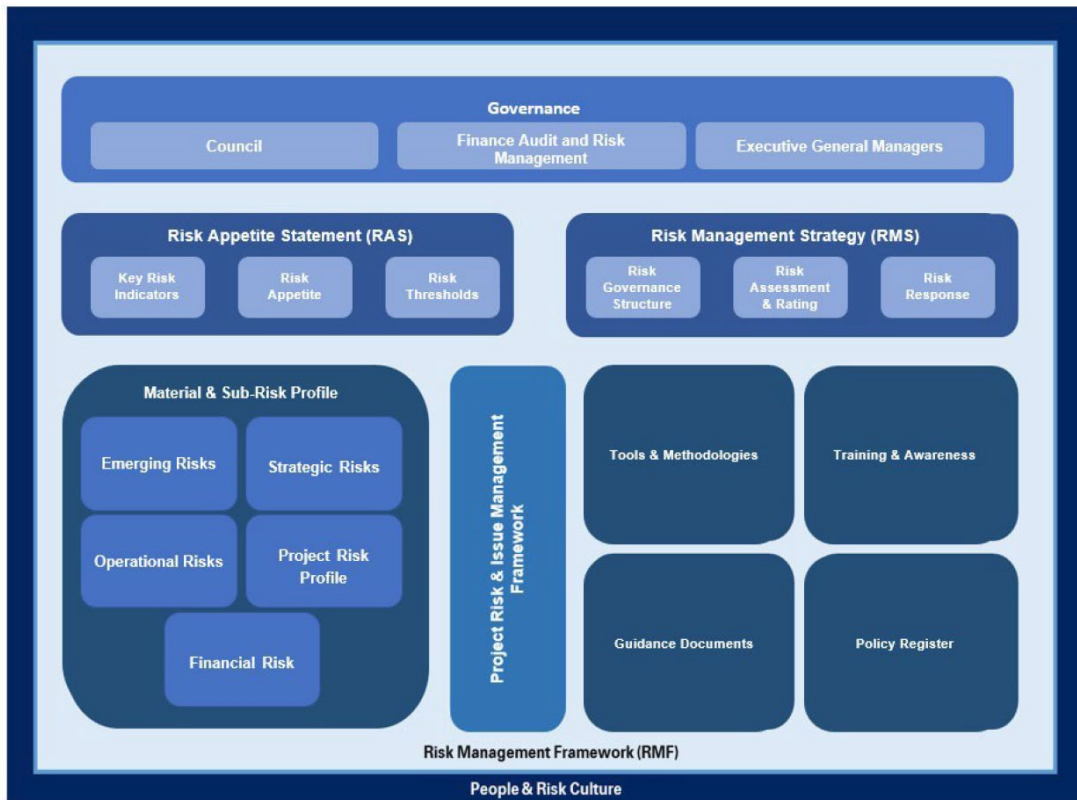 Governance
Council
Finance Audit and Risk
Management
Executive General Managers
Risk Appetite Statement (RAS)
Key Risk
Indicators
Risk
Appetite
Risk
Thresholds
Risk Management Strategy (RMS)
Risk
Governance
Structure
Risk
Assessment
& Rating
Risk
Response
Material & Sub-Risk Profile
Emerging Risks
Strategic Risks
Operational Risks
Project Risk
Profile
Financial Risk
Project Risk & Issue Management
Framework
Tools & Methodologies
Training & Awareness
Guidance Documents
Policy Register
Risk Management Framework (RMF)
People & Risk Culture